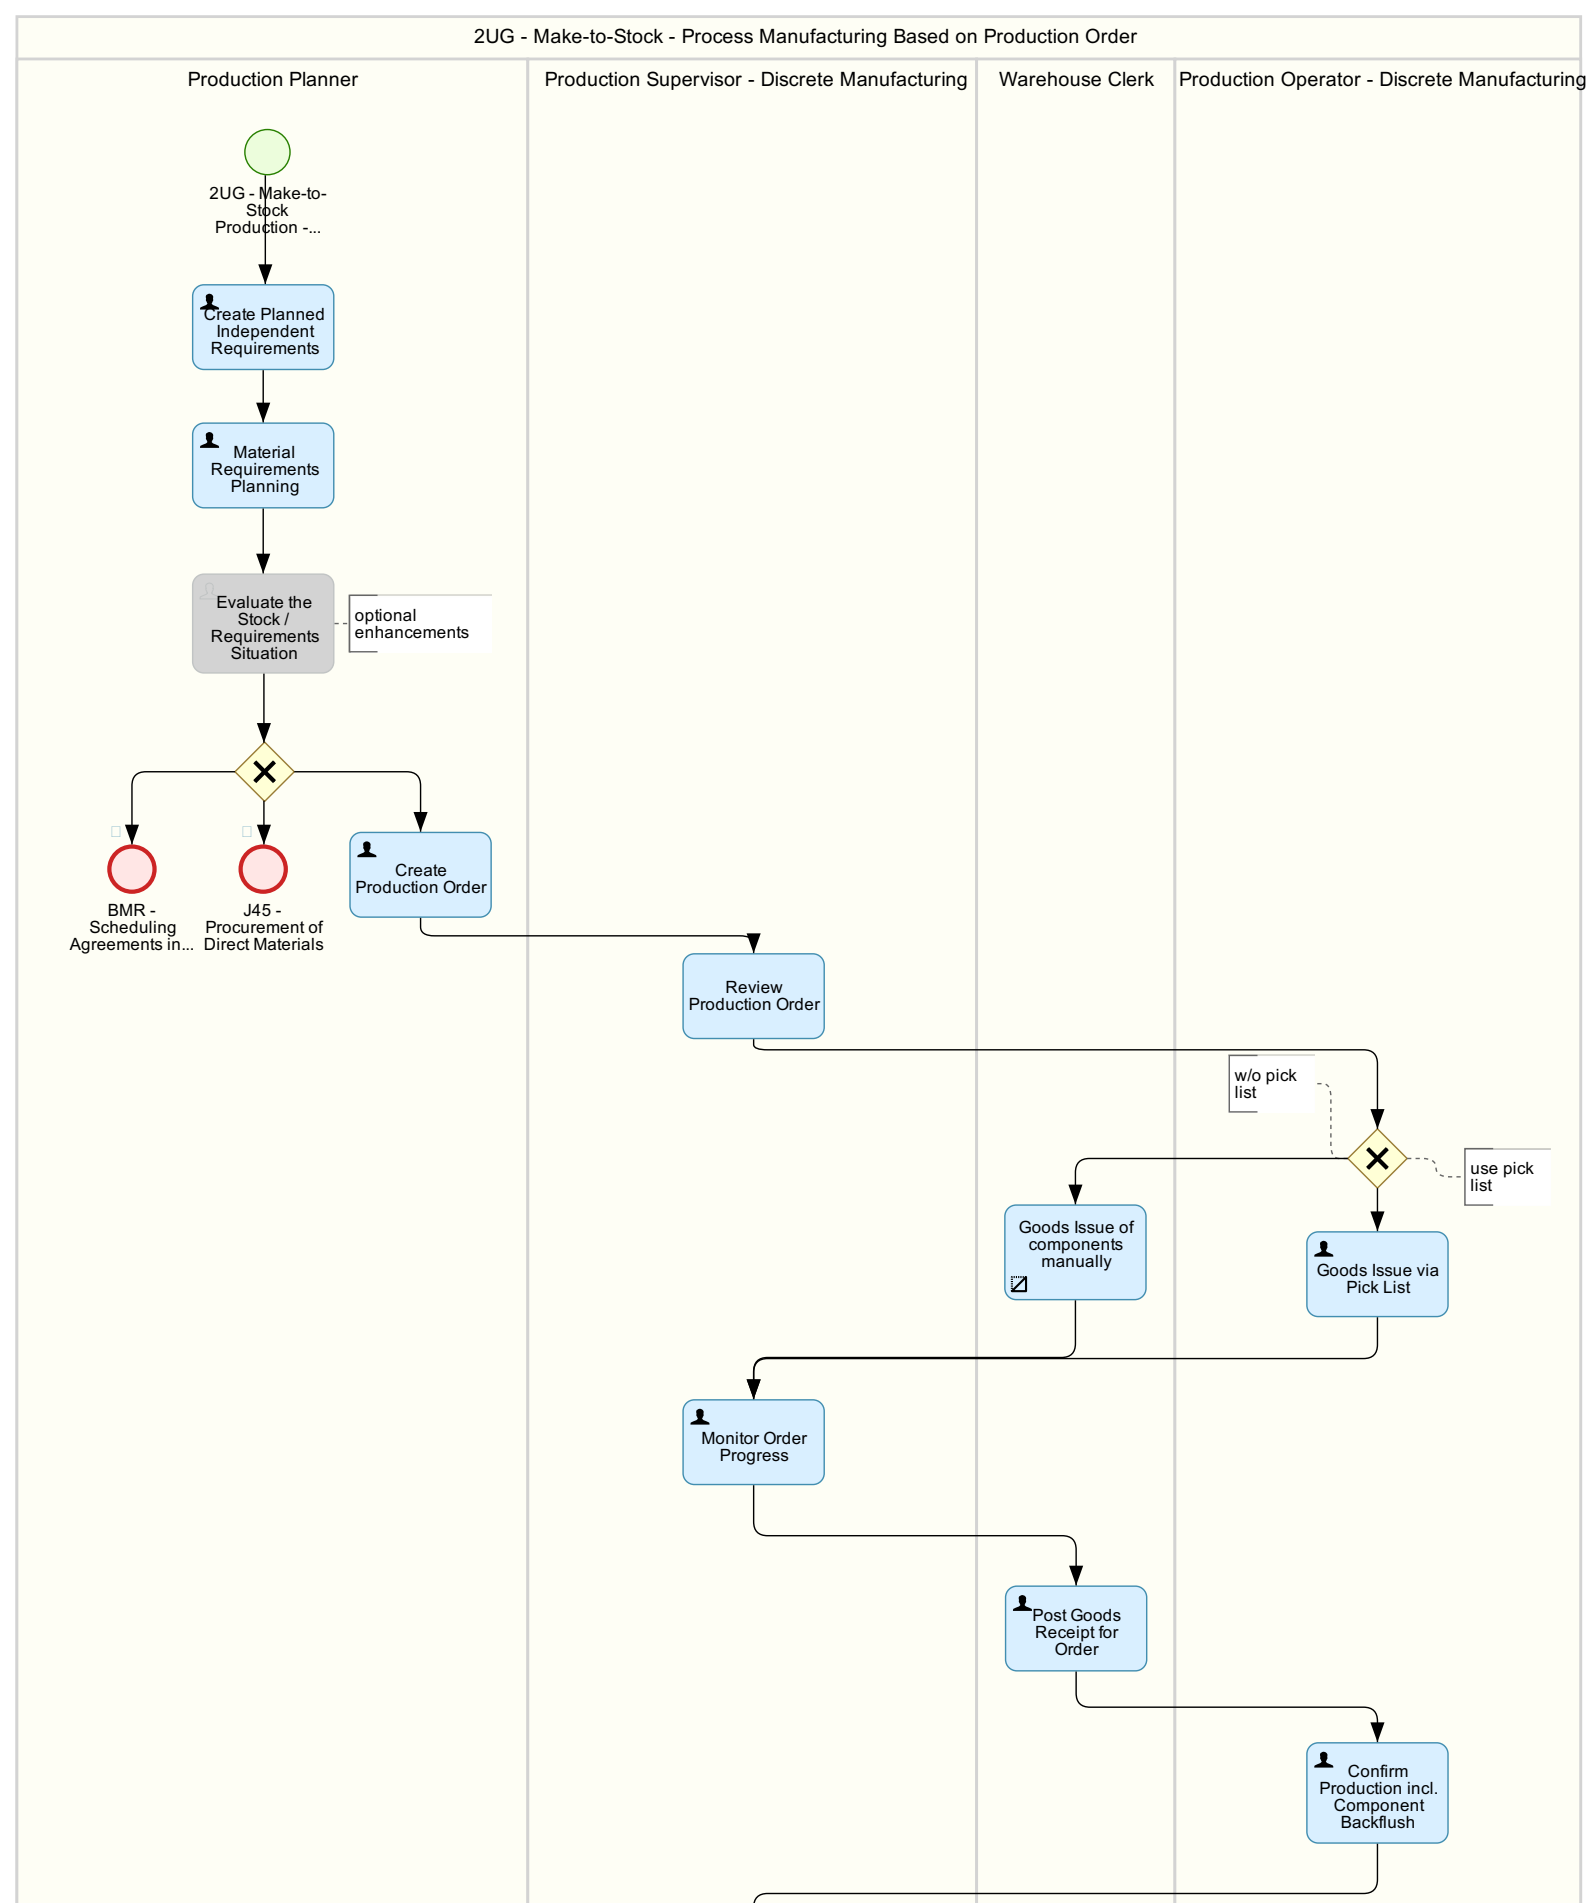 2UG - Make-to-Stock - Process Manufacturing Based on Production Order
Production Planner
Production Supervisor - Discrete Manufacturing
Warehouse Clerk
Production Operator - Discrete Manufacturing
2UG - Make-to-
Stock
Production -...
Create Planned
Independent
Requirements
Material
Requirements
Planning
Evaluate the
Stock /
Requirements
Situation
optional
enhancements
BMR -
Scheduling
Agreements in...
J45 -
Procurement of
Direct Materials
Create
Production Order
Review
Production Order
w/o pick
list
use pick
list
Goods Issue of
components
manually
Goods Issue via
Pick List
Monitor Order
Progress
Post Goods
Receipt for
Order
Confirm
Production incl.
Component
Backflush